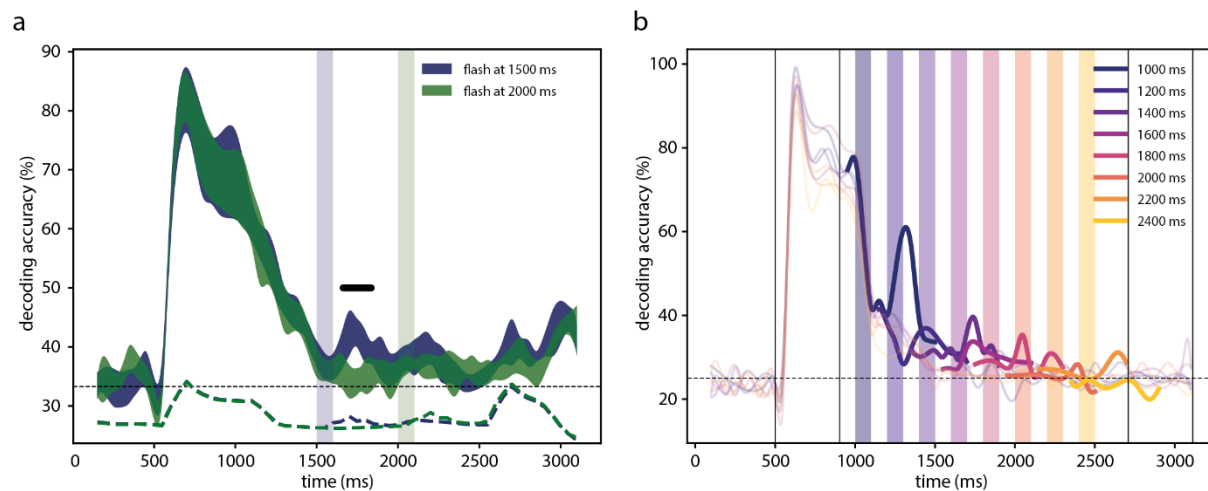 a
90
80
70
60
50
40
30
decoding accuracy (%)
flash at 1500 ms
flash at 2000 ms
0 500 1000 1500 2000 2500 3000
time (ms)
b
100
80
60
40
20
decoding accuracy (%)
1000 ms
1200 ms
1400 ms
1600 ms
1800 ms
2000 ms
2200 ms
2400 ms
0 500 1000 1500 2000 2500 3000
time (ms)